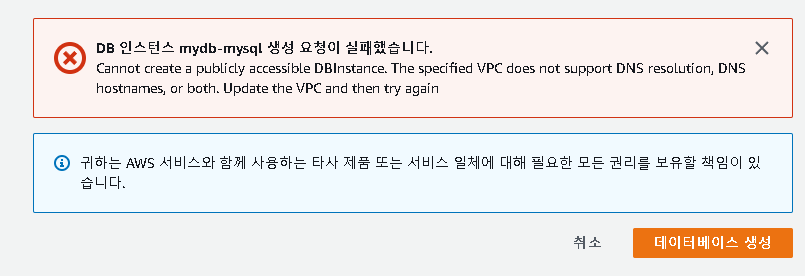 DB 인스턴스 mydb-mysql 생성 요청이 실패했습니다.
Cannot create a publicly accessible DBInstance. The specified VPC does not support DNS resolution, DNS
hostnames, or both. Update the VPC and then try again
귀하는 AWS 서비스와 함께 사용하는 타사 제품 또는 서비스 일체에 대해 필요한 모든 권리를 보유할 책임이 있
습니다.
취소
데이터베이스 생성